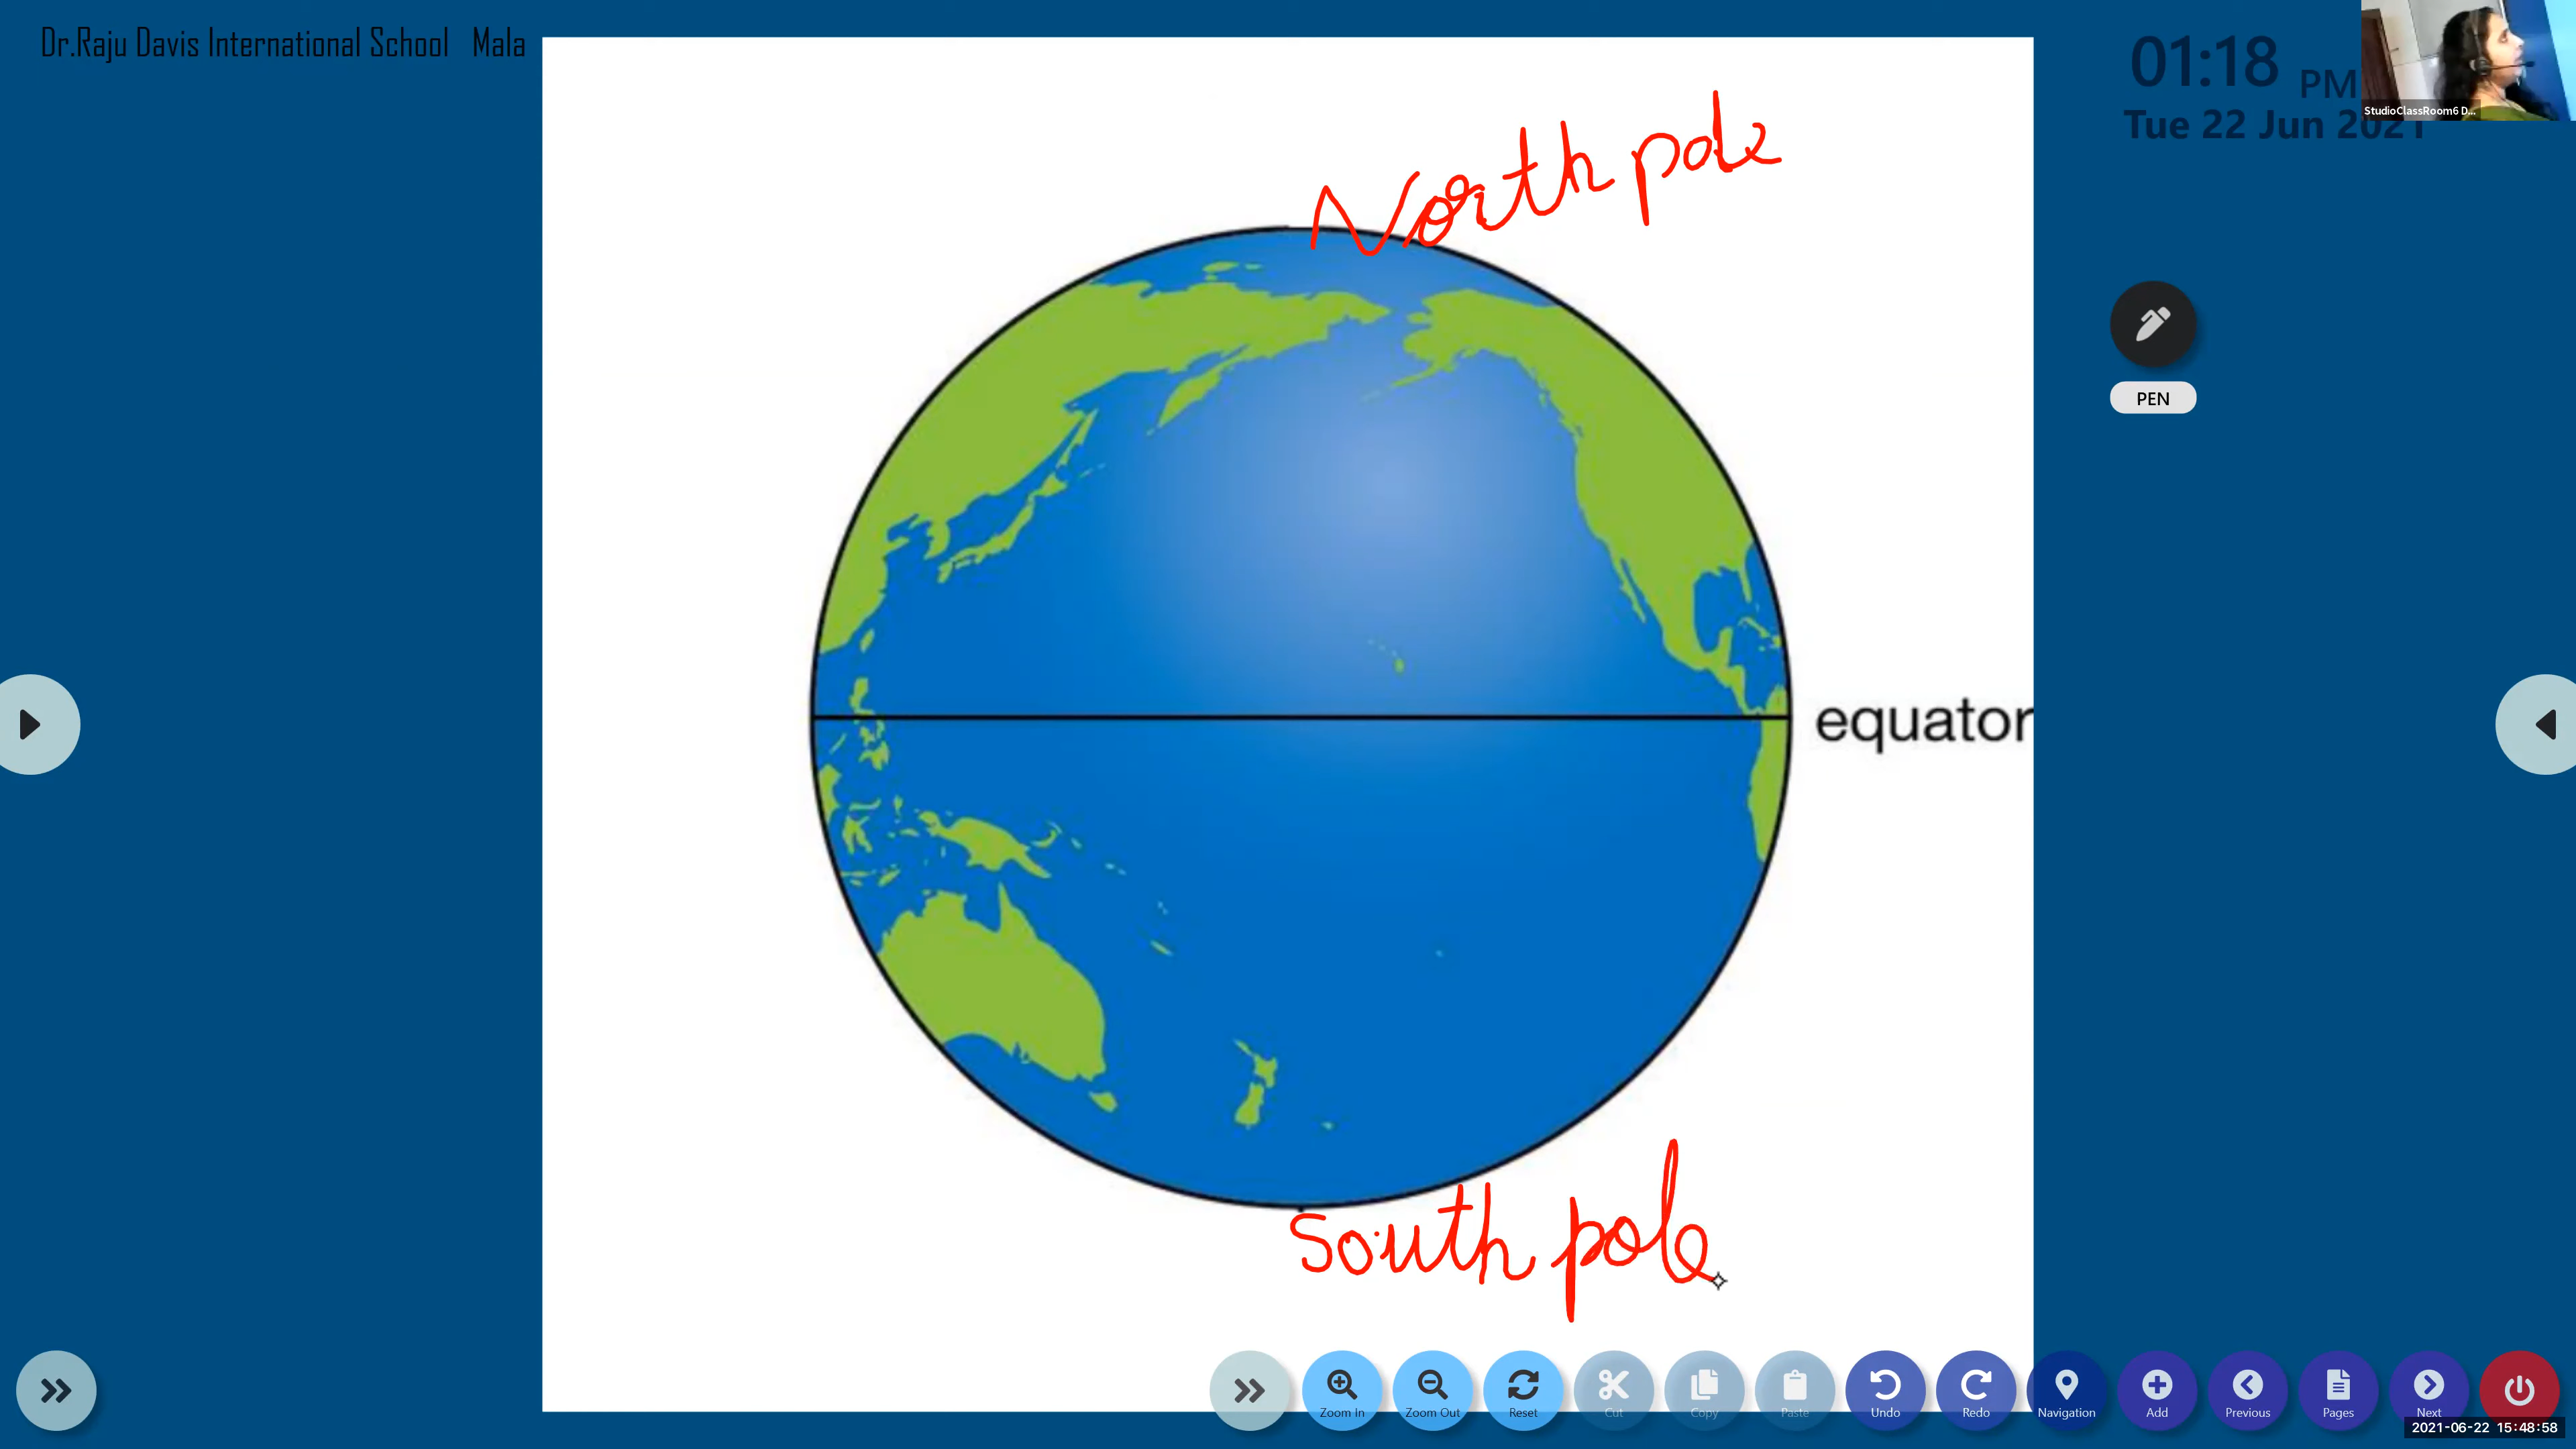 Dr.Raju Davis International School Mala
01:18 PM
Tue 22 Jun 2021
StudioClassRoom6 D...
North pole
PEN
equator
South pole
Zoom In
Zoom Out
Reset
Cut
Copy
Paste
Undo
Redo
Navigation
Add
Previous
Pages
Next
2021-06-22 15:48:58